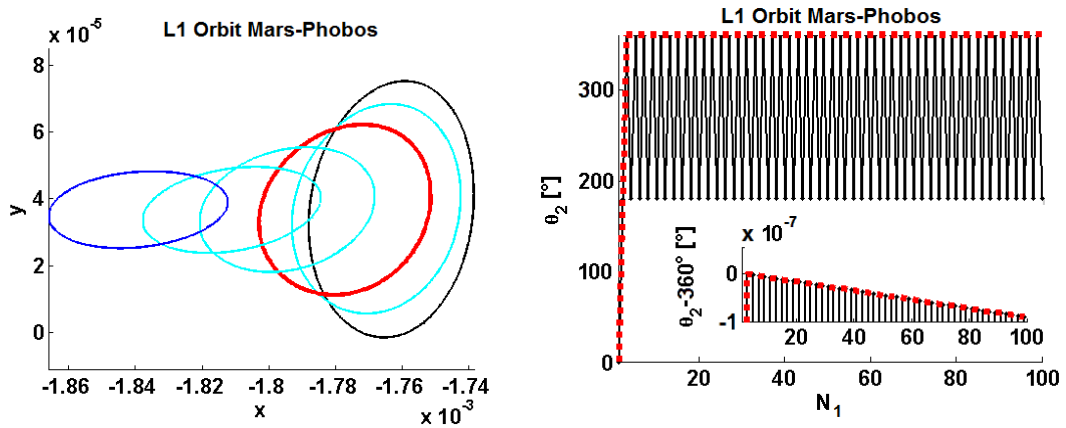 L1 Orbit Mars-Phobos
x 10⁻⁵
8
6
4
2
0
y
-1.86 -1.84 -1.82 -1.8 -1.78 -1.76 -1.74
x
x 10⁻³
L1 Orbit Mars-Phobos
300
200
100
0
θ₂ [°]
x 10⁻⁷
0
-1
θ₂-360° [°]
20 40 60 80 100
20 40 60 80 100
N₁